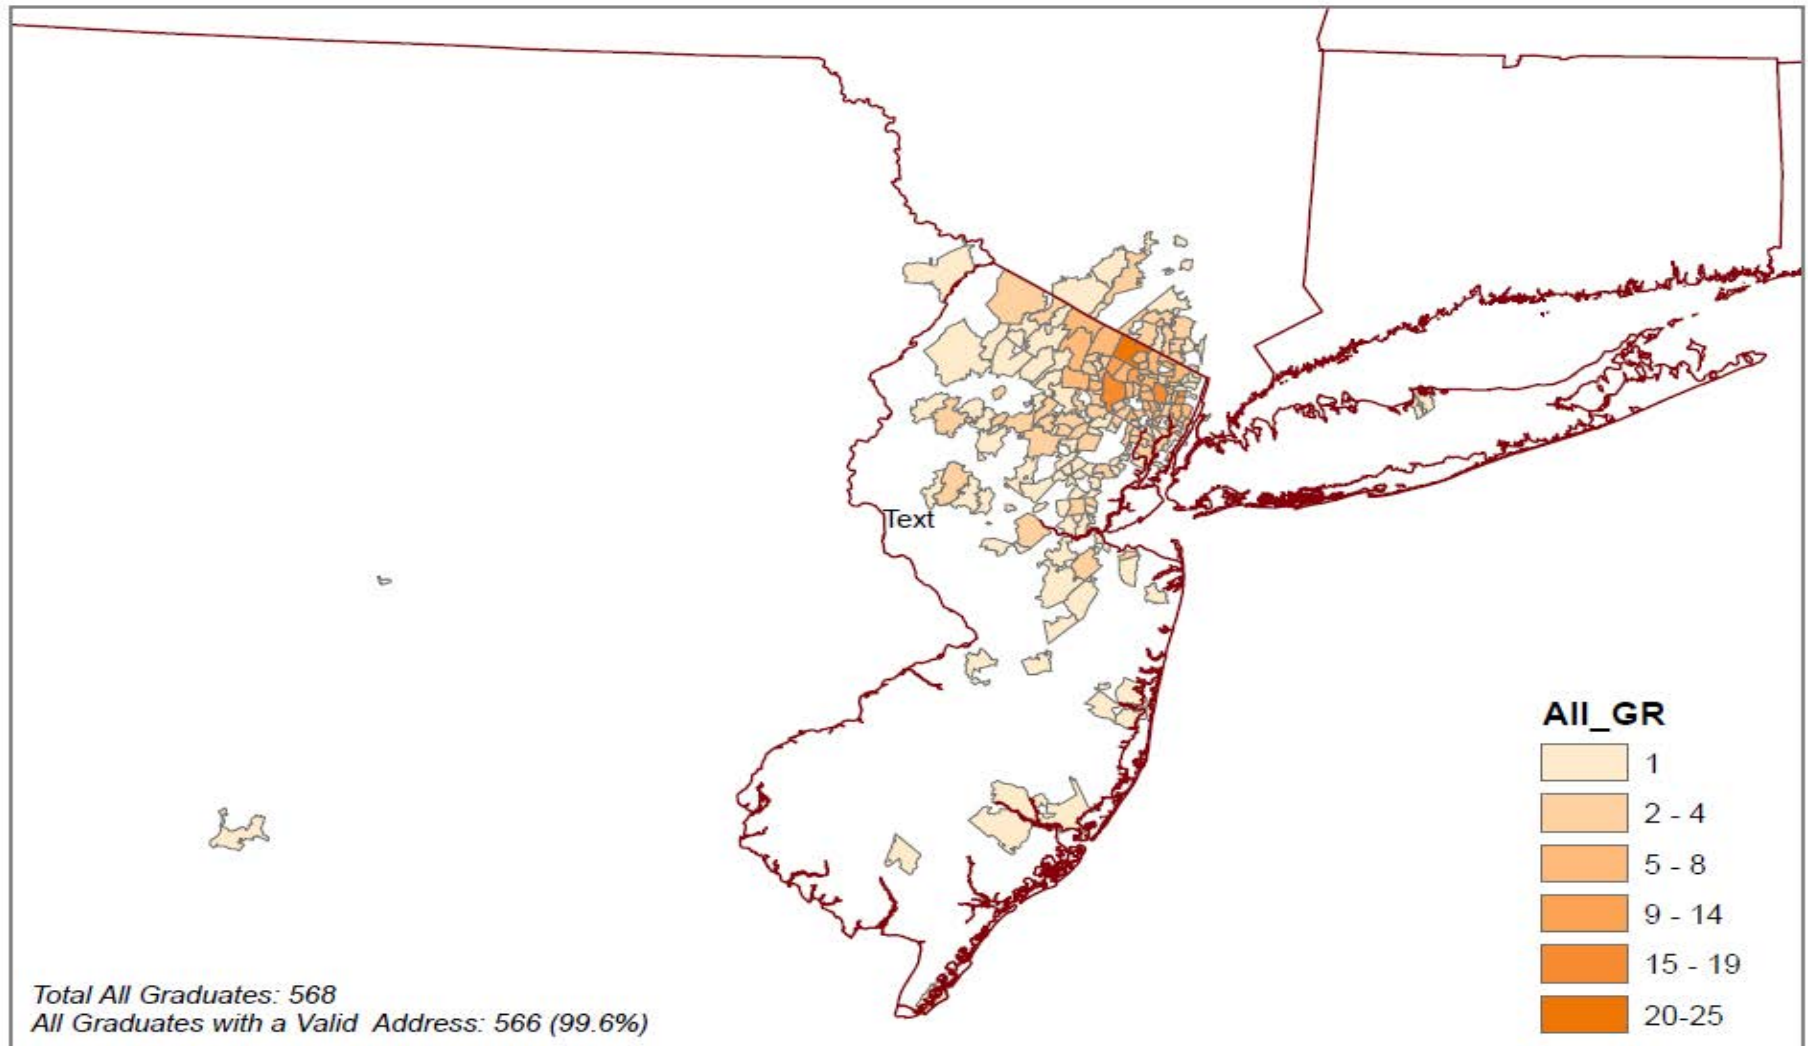 Text
All_GR
1
2 - 4
5 - 8
9 - 14
15 - 19
20-25
Total All Graduates: 568
All Graduates with a Valid  Address: 566 (99.6%)